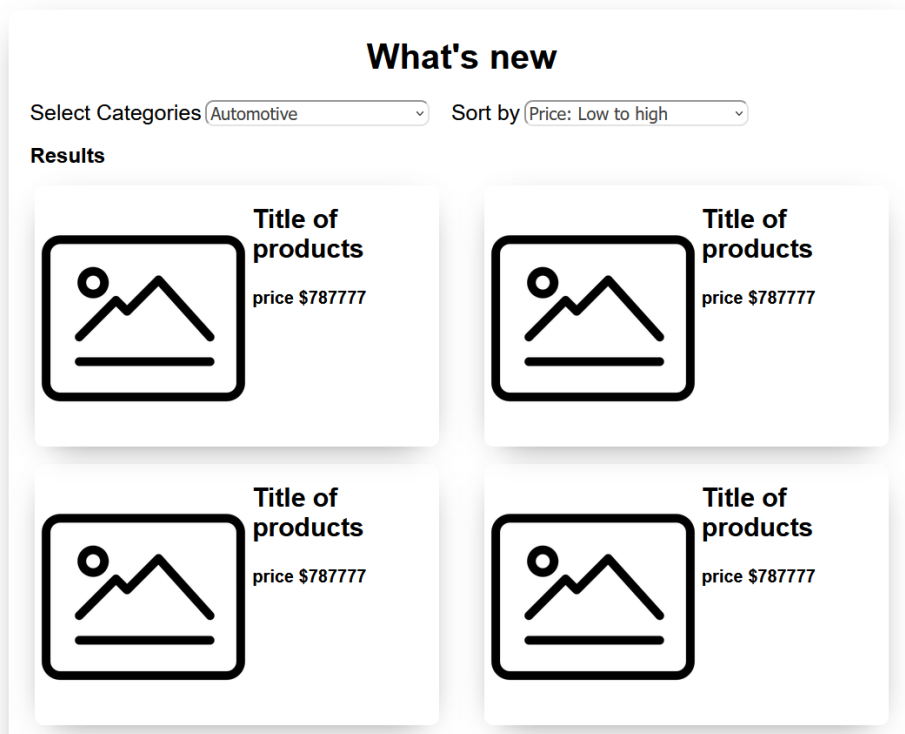 What's new
Select Categories Automotive Sort by Price: Low to high
Results
Title of
products
price $787777
Title of
products
price $787777
Title of
products
price $787777
Title of
products
price $787777